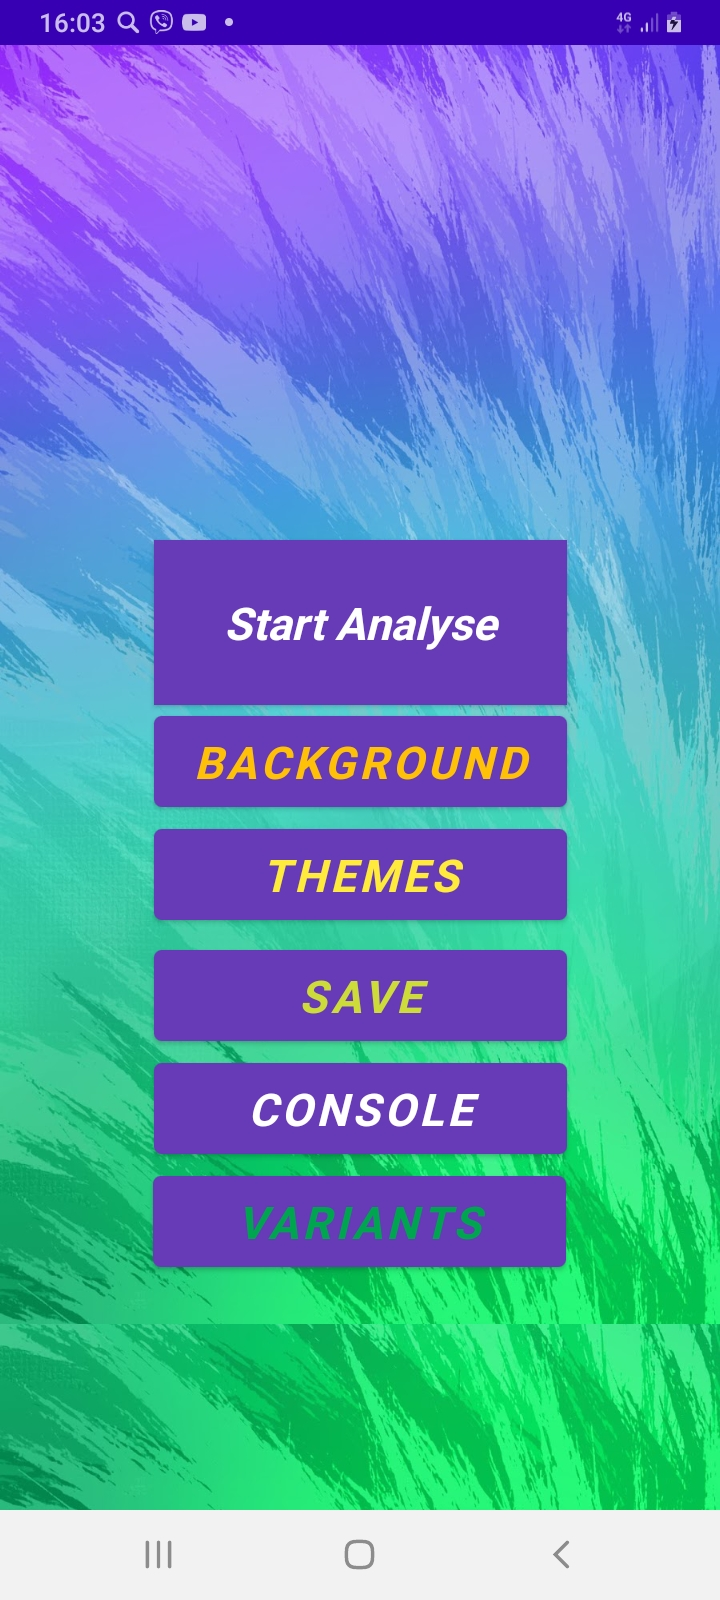 16:03
4G
Start Analyse
BACKGROUND
THEMES
SAVE
CONSOLE
VARIANTS